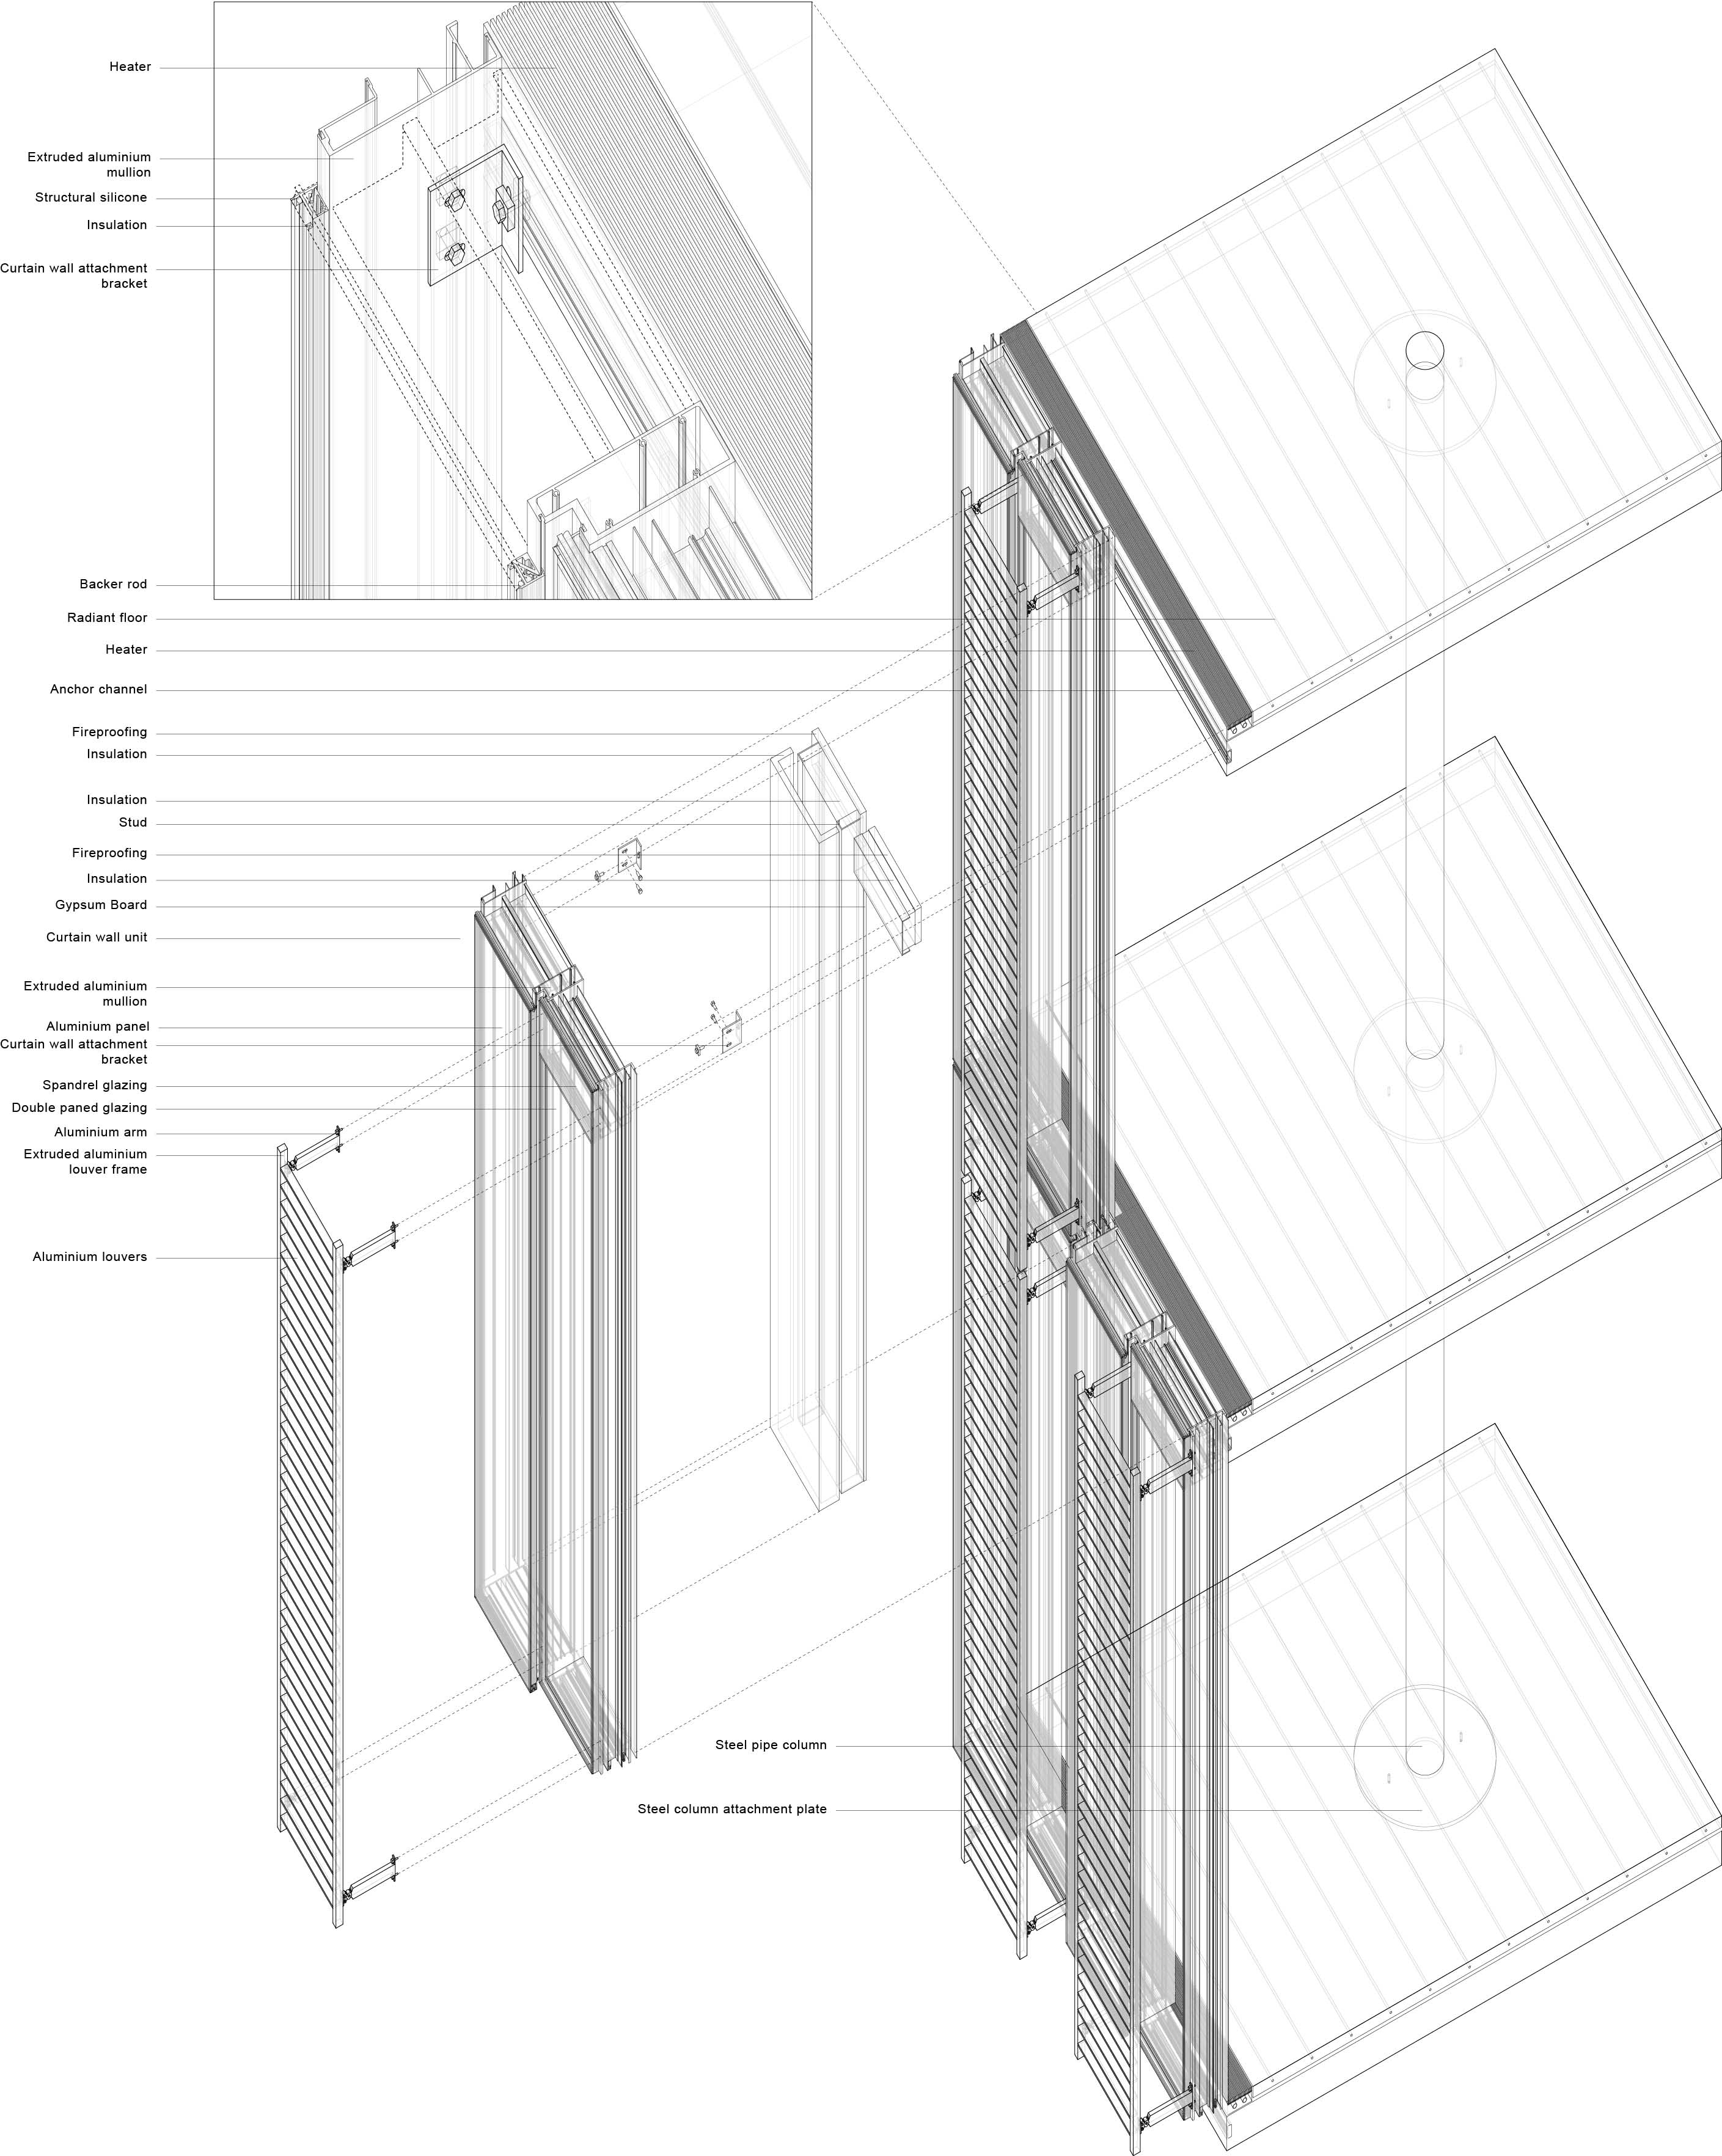 Heater
Extruded aluminium
mullion
Structural silicone
Insulation
Curtain wall attachment
bracket
Backer rod
Radiant floor
Heater
Anchor channel
Fireproofing
Insulation
Insulation
Stud
Fireproofing
Insulation
Gypsum Board
Curtain wall unit
Extruded aluminium
mullion
Aluminium panel
Curtain wall attachment
bracket
Spandrel glazing
Double paned glazing
Aluminium arm
Extruded aluminium
louver frame
Aluminium louvers
Steel pipe column
Steel column attachment plate